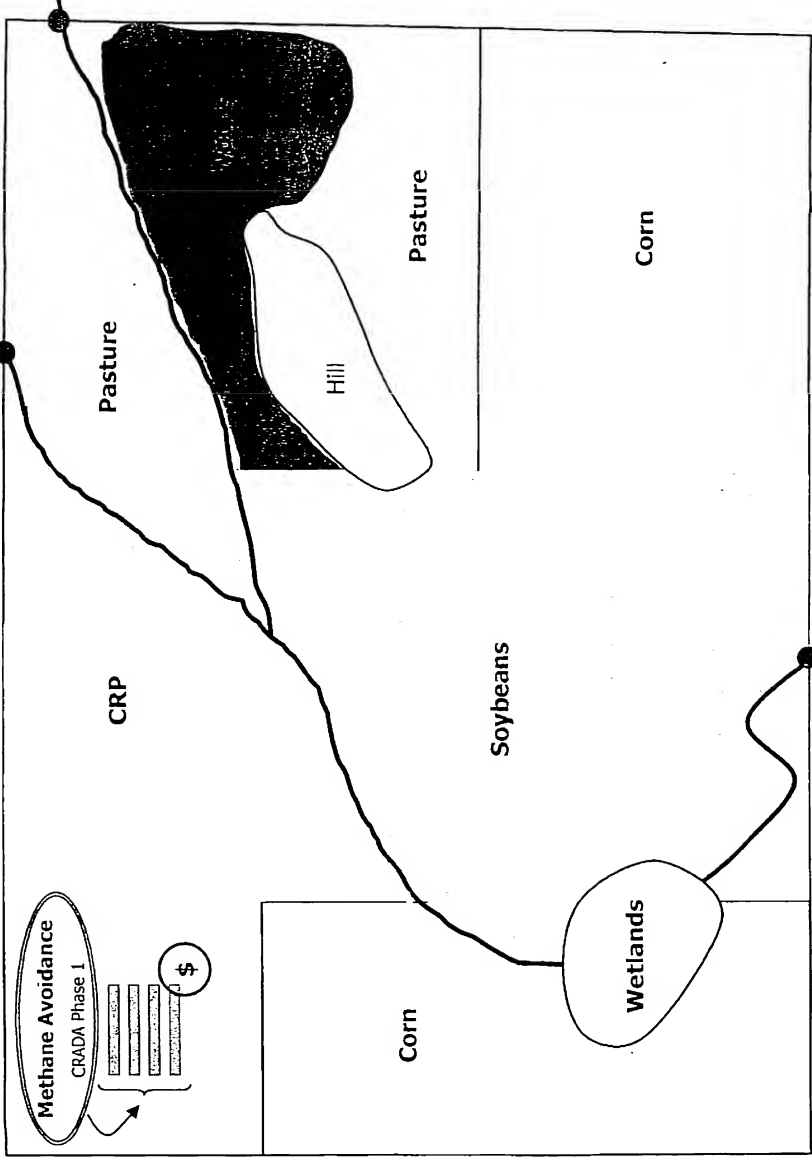 Methane Avoidance
CRADA Phase 1
$
CRP
Pasture
Corn
Soybeans
Hill
Pasture
Wetlands
Corn